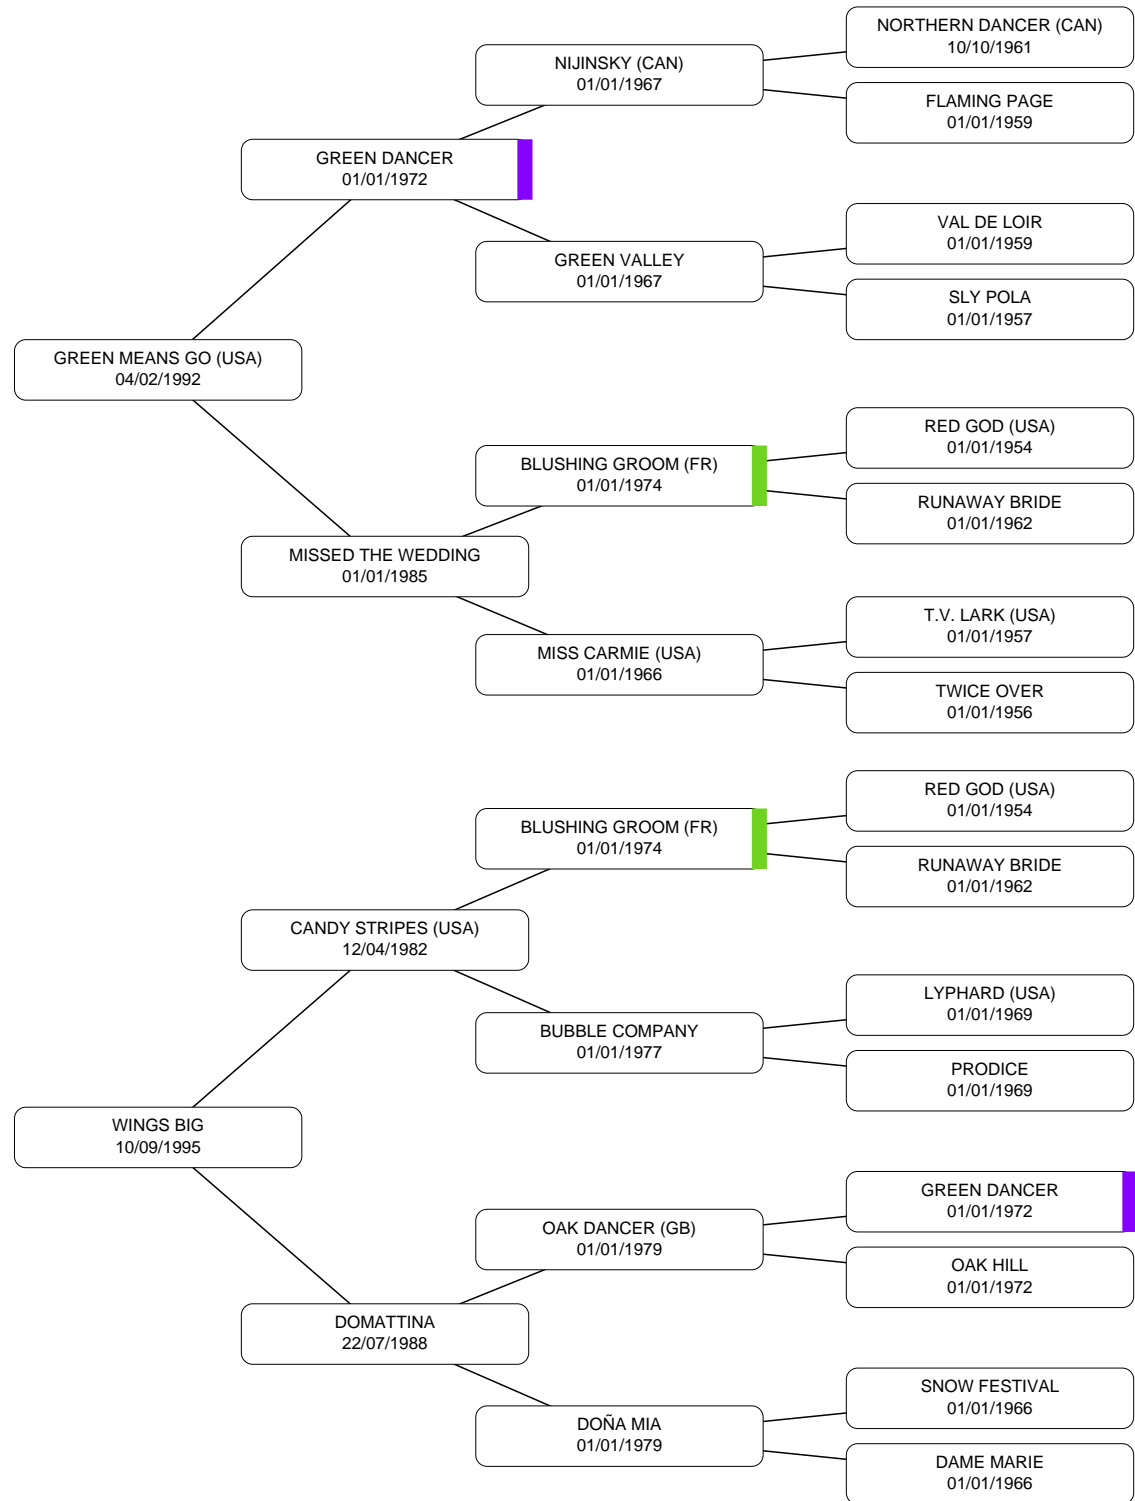 NORTHERN DANCER (CAN)
10/10/1961
NIJINSKY (CAN)
01/01/1967
FLAMING PAGE
01/01/1959
GREEN DANCER
01/01/1972
VAL DE LOIR
01/01/1959
GREEN VALLEY
01/01/1967
SLY POLA
01/01/1957
GREEN MEANS GO (USA)
04/02/1992
RED GOD (USA)
01/01/1954
BLUSHING GROOM (FR)
01/01/1974
RUNAWAY BRIDE
01/01/1962
MISSED THE WEDDING
01/01/1985
T.V. LARK (USA)
01/01/1957
MISS CARMIE (USA)
01/01/1966
TWICE OVER
01/01/1956
RED GOD (USA)
01/01/1954
BLUSHING GROOM (FR)
01/01/1974
RUNAWAY BRIDE
01/01/1962
CANDY STRIPES (USA)
12/04/1982
LYPHARD (USA)
01/01/1969
BUBBLE COMPANY
01/01/1977
PRODICE
01/01/1969
WINGS BIG
10/09/1995
GREEN DANCER
01/01/1972
OAK DANCER (GB)
01/01/1979
OAK HILL
01/01/1972
DOMATTINA
22/07/1988
SNOW FESTIVAL
01/01/1966
DOÑA MIA
01/01/1979
DAME MARIE
01/01/1966